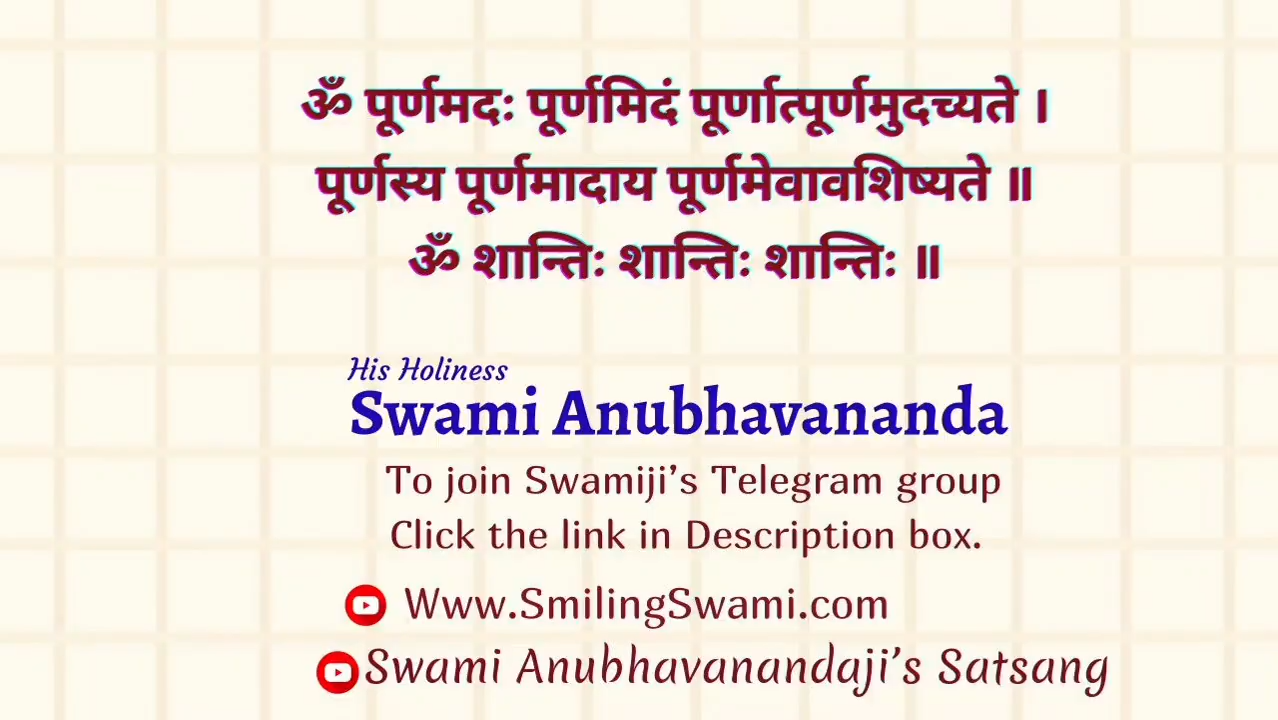 ॐ पूर्णमदः पूर्णमिदं पूर्णात्पूर्णमुदच्यते ।
पूर्णस्य पूर्णमादाय पूर्णमेवावशिष्यते ॥
ॐ शान्तिः शान्तिः शान्तिः ॥
His Holiness
Swami Anubhavananda
To join Swamiji's Telegram group
Click the link in Description box.
Www.SmilingSwami.com
Swami Anubhavanandaji's Satsang